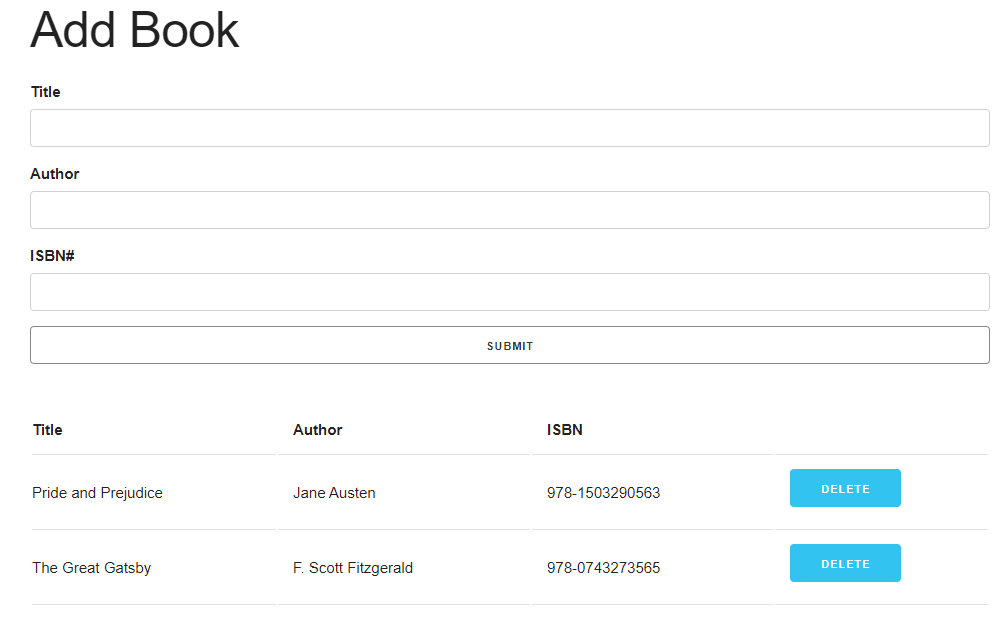 Add Book
Title
Author
ISBN#
SUBMIT
Title Author ISBN
Pride and Prejudice Jane Austen 978-1503290563 DELETE
The Great Gatsby F. Scott Fitzgerald 978-0743273565 DELETE